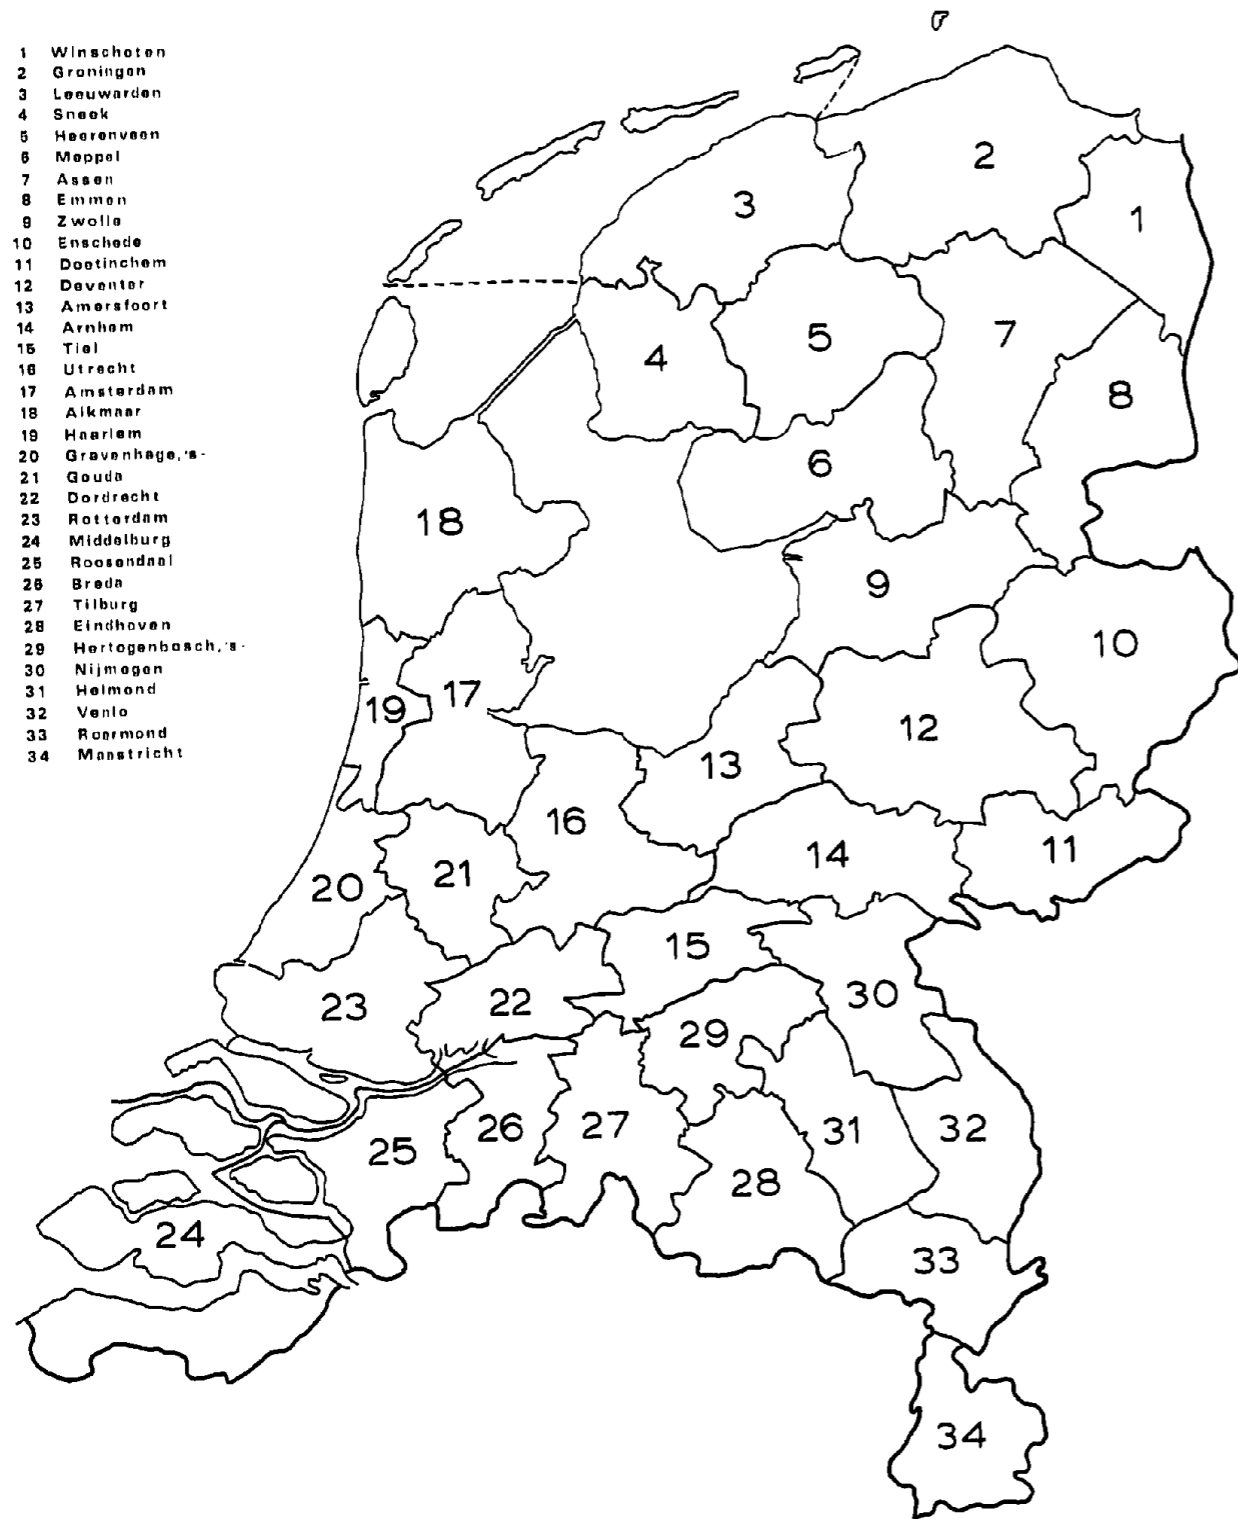 1 Winschoten
2 Groningen
3 Leeuwarden
4 Sneek
5 Heerenveen
6 Meppel
7 Assen
8 Emmen
9 Zwolle
10 Enschede
11 Doetinchem
12 Deventer
13 Amersfoort
14 Arnhem
15 Tiel
16 Utrecht
17 Amsterdam
18 Alkmaar
19 Haarlem
20 Gravenhage,'s-
21 Gouda
22 Dordrecht
23 Rotterdam
24 Middelburg
25 Roosendaal
26 Breda
27 Tilburg
28 Eindhoven
29 Hertogenbosch,'s-
30 Nijmegen
31 Helmond
32 Venlo
33 Roermond
34 Maastricht
2
3
1
5
7
4
8
6
18
9
10
17
19
12
13
16
14
11
21
20
15
30
23
22
29
26
27
31
32
25
28
24
33
34